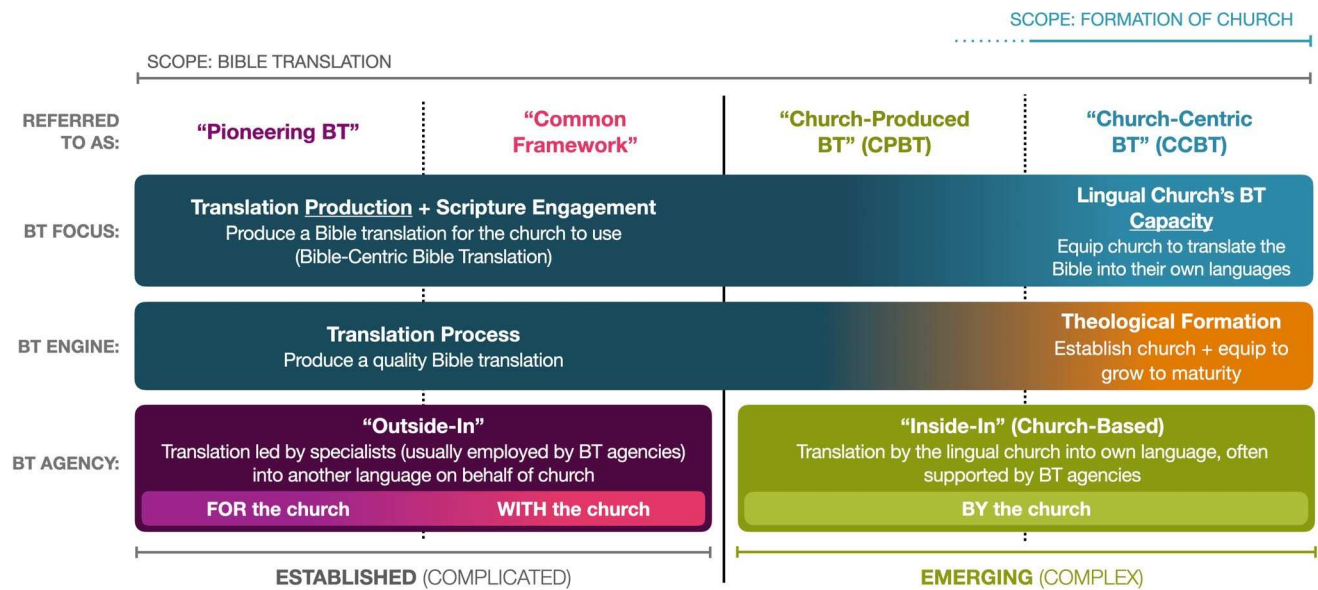 SCOPE: FORMATION OF CHURCH
SCOPE: BIBLE TRANSLATION
REFERRED
TO AS:
“Pioneering BT”
“Common
Framework”
“Church-Produced
BT” (CPBT)
“Church-Centric
BT” (CCBT)
BT FOCUS:
Translation Production + Scripture Engagement
Produce a Bible translation for the church to use
(Bible-Centric Bible Translation)
Lingual Church’s BT
Capacity
Equip church to translate the
Bible into their own languages
BT ENGINE:
Translation Process
Produce a quality Bible translation
Theological Formation
Establish church + equip to
grow to maturity
BT AGENCY:
“Outside-In”
Translation led by specialists (usually employed by BT agencies)
into another language on behalf of church
FOR the church
WITH the church
“Inside-In” (Church-Based)
Translation by the lingual church into own language, often
supported by BT agencies
BY the church
ESTABLISHED (COMPLICATED)
EMERGING (COMPLEX)